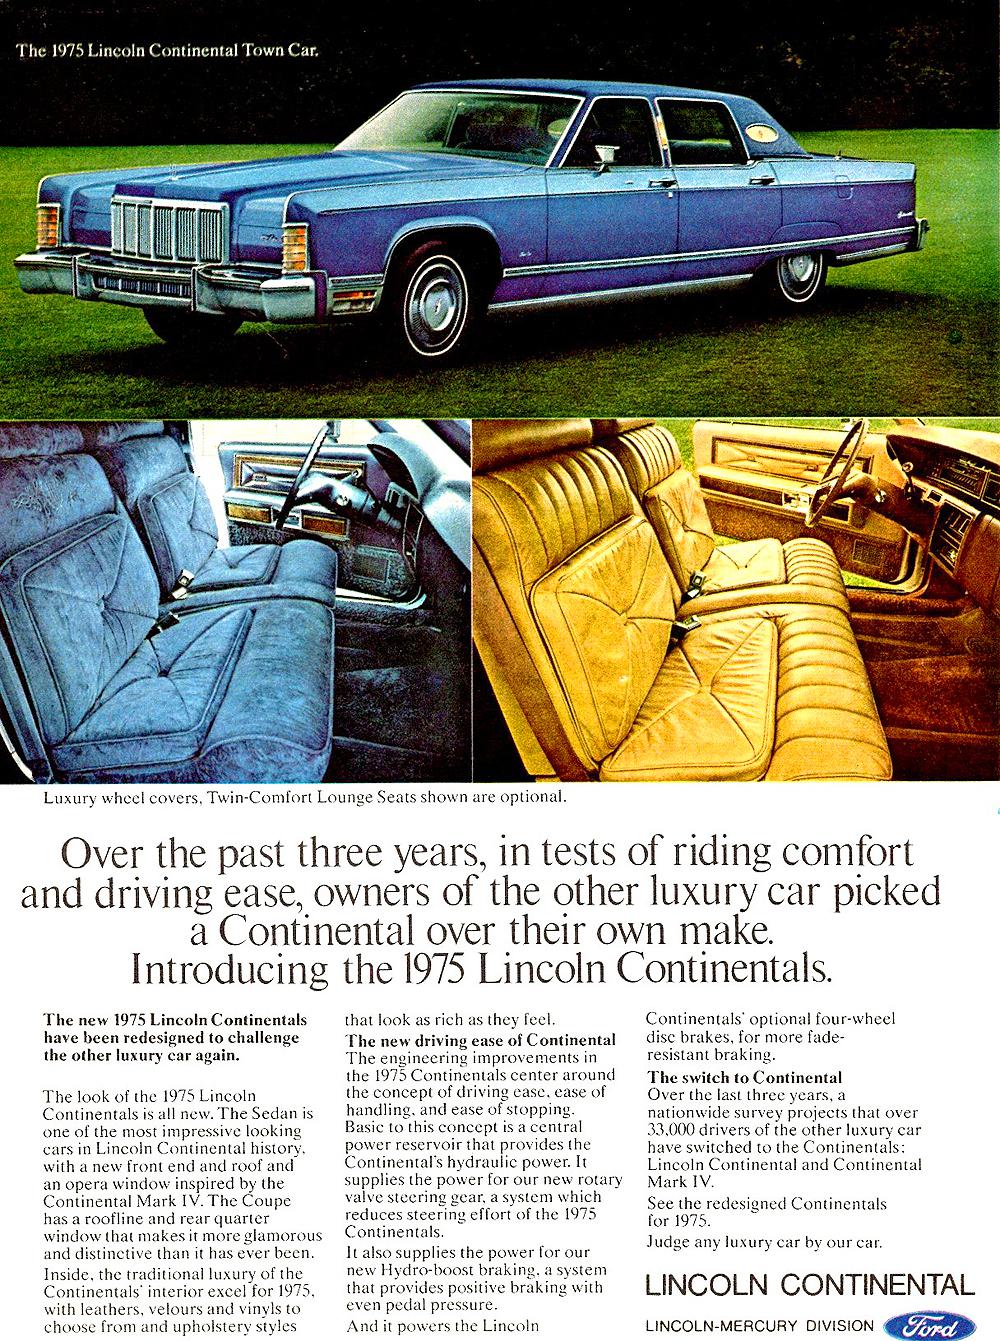 The 1975 Lincoln Continental Town Car.
Luxury wheel covers, Twin-Comfort Lounge Seats shown are optional.
Over the past three years, in tests of riding comfort
and driving ease, owners of the other luxury car picked
a Continental over their own make.
Introducing the 1975 Lincoln Continentals.
The new 1975 Lincoln Continentals
have been redesigned to challenge
the other luxury car again.
The look of the 1975 Lincoln
Continentals is all new. The Sedan is
one of the most impressive looking
cars in Lincoln Continental history,
with a new front end and roof and
an opera window inspired by the
Continental Mark IV. The Coupe
has a roofline and rear quarter
window that makes it more glamorous
and distinctive than it has ever been.
Inside, the traditional luxury of the
Continentals' interior excel for 1975,
with leathers, velours and vinyls to
choose from and upholstery styles
that look as rich as they feel.
The new driving ease of Continental
The engineering improvements in
the 1975 Continentals center around
the concept of driving ease, ease of
handling, and ease of stopping.
Basic to this concept is a central
power reservoir that provides the
Continental's hydraulic power. It
supplies the power for our new rotary
valve steering gear, a system which
reduces steering effort of the 1975
Continentals.
It also supplies the power for our
new Hydro-boost braking, a system
that provides positive braking with
even pedal pressure.
And it powers the Lincoln
Continentals' optional four-wheel
disc brakes, for more fade-
resistant braking.
The switch to Continental
Over the last three years, a
nationwide survey projects that over
33,000 drivers of the other luxury car
have switched to the Continentals:
Lincoln Continental and Continental
Mark IV.
See the redesigned Continentals
for 1975.
Judge any luxury car by our car.
LINCOLN CONTINENTAL
LINCOLN-MERCURY DIVISION Ford